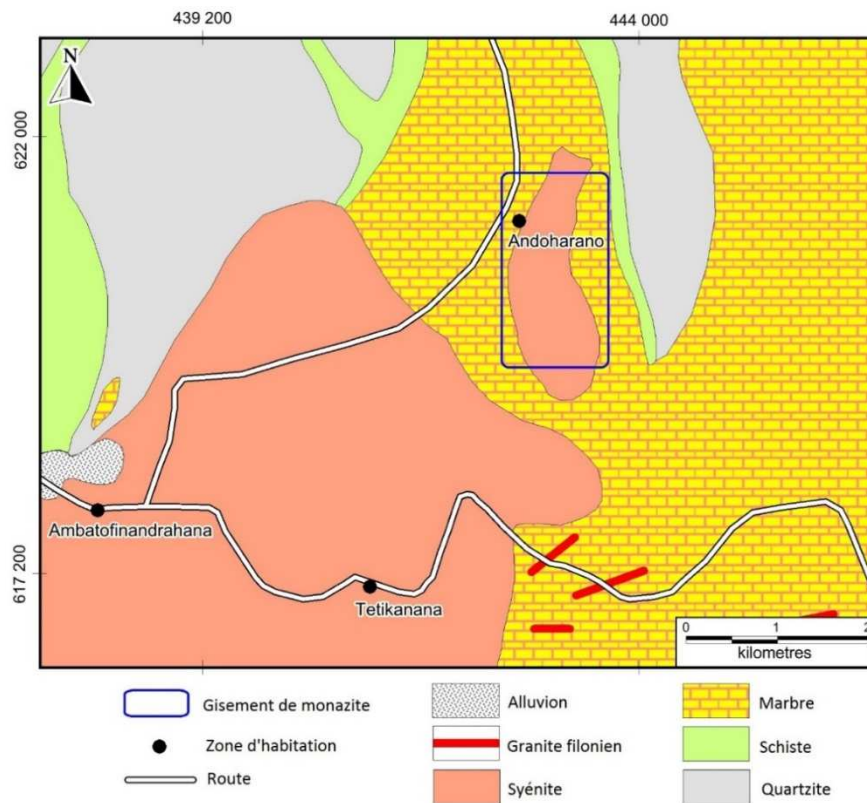 439 200
444 000
N
622 000
Andoharano
Ambatofinandrahana
617 200
Tetikanana
0 1 2
kilometres
Gisement de monazite
Alluvion
Marbre
Zone d'habitation
Granite filonien
Schiste
Route
Syénite
Quartzite